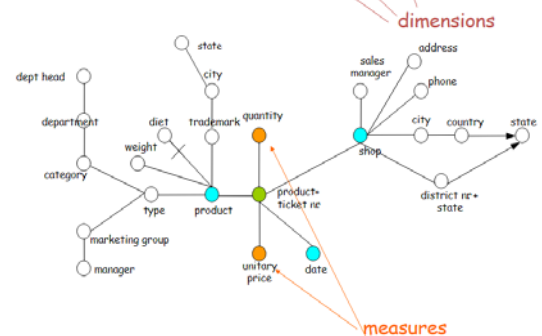 dimensions
state
sales
manager
address
dept head
city
phone
department
diet
trademark
quantity
city
country
state
weight
shop
category
type
product
product+
ticket nr
district nr+
state
marketing group
manager
unitary
price
date
measures